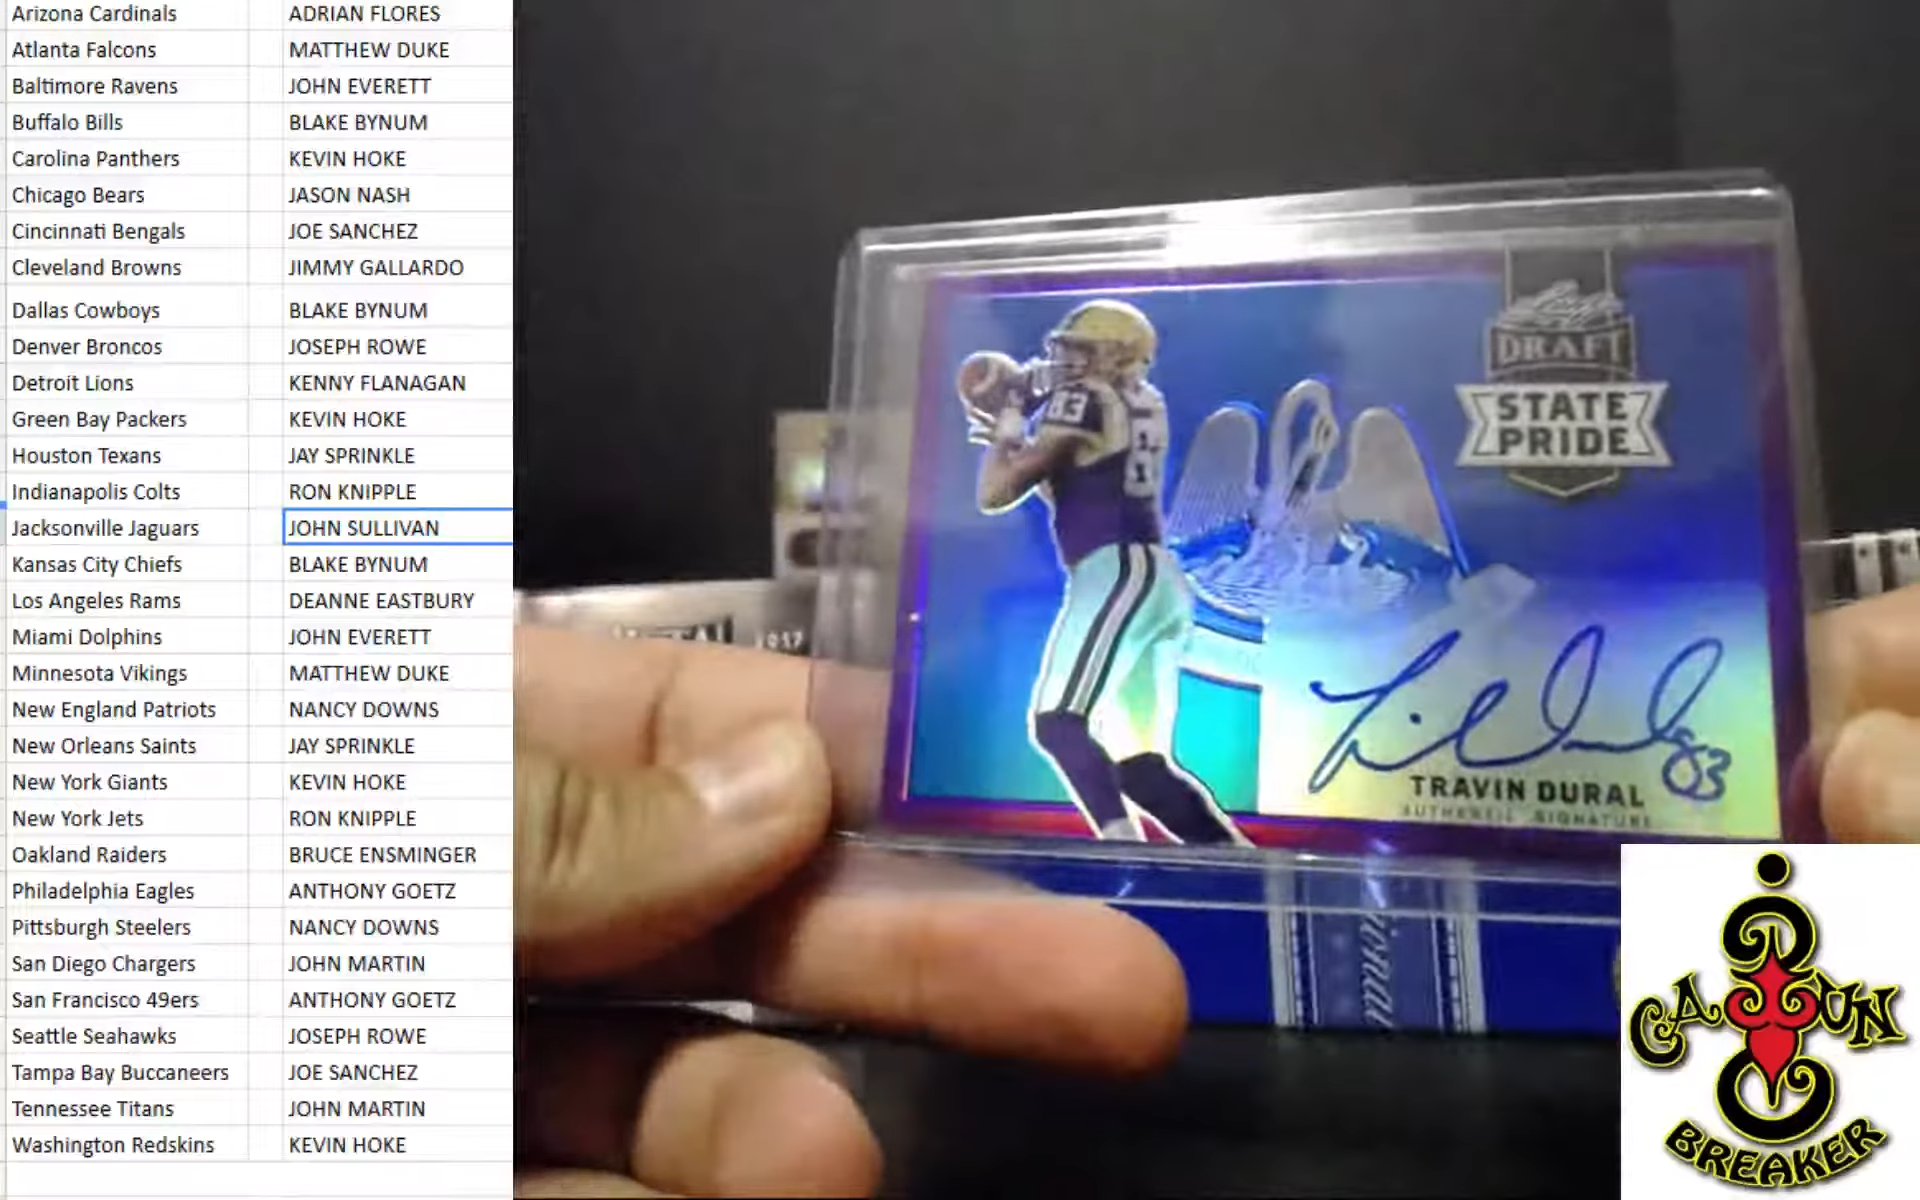 Arizona Cardinals ADRIAN FLORES
Atlanta Falcons MATTHEW DUKE
Baltimore Ravens JOHN EVERETT
Buffalo Bills BLAKE BYNUM
Carolina Panthers KEVIN HOKE
Chicago Bears JASON NASH
Cincinnati Bengals JOE SANCHEZ
Cleveland Browns JIMMY GALLARDO
Dallas Cowboys BLAKE BYNUM
Denver Broncos JOSEPH ROWE
Detroit Lions KENNY FLANAGAN
Green Bay Packers KEVIN HOKE
Houston Texans JAY SPRINKLE
Indianapolis Colts RON KNIPPLE
Jacksonville Jaguars JOHN SULLIVAN
Kansas City Chiefs BLAKE BYNUM
Los Angeles Rams DEANNE EASTBURY
Miami Dolphins JOHN EVERETT
Minnesota Vikings MATTHEW DUKE
New England Patriots NANCY DOWNS
New Orleans Saints JAY SPRINKLE
New York Giants KEVIN HOKE
New York Jets RON KNIPPLE
Oakland Raiders BRUCE ENSMINGER
Philadelphia Eagles ANTHONY GOETZ
Pittsburgh Steelers NANCY DOWNS
San Diego Chargers JOHN MARTIN
San Francisco 49ers ANTHONY GOETZ
Seattle Seahawks JOSEPH ROWE
Tampa Bay Buccaneers JOE SANCHEZ
Tennessee Titans JOHN MARTIN
Washington Redskins KEVIN HOKE
Leaf
DRAFT
STATE
PRIDE
83
83
TRAVIN DURAL
AUTHENTIC SIGNATURE
2017
CAJUN
BREAKER